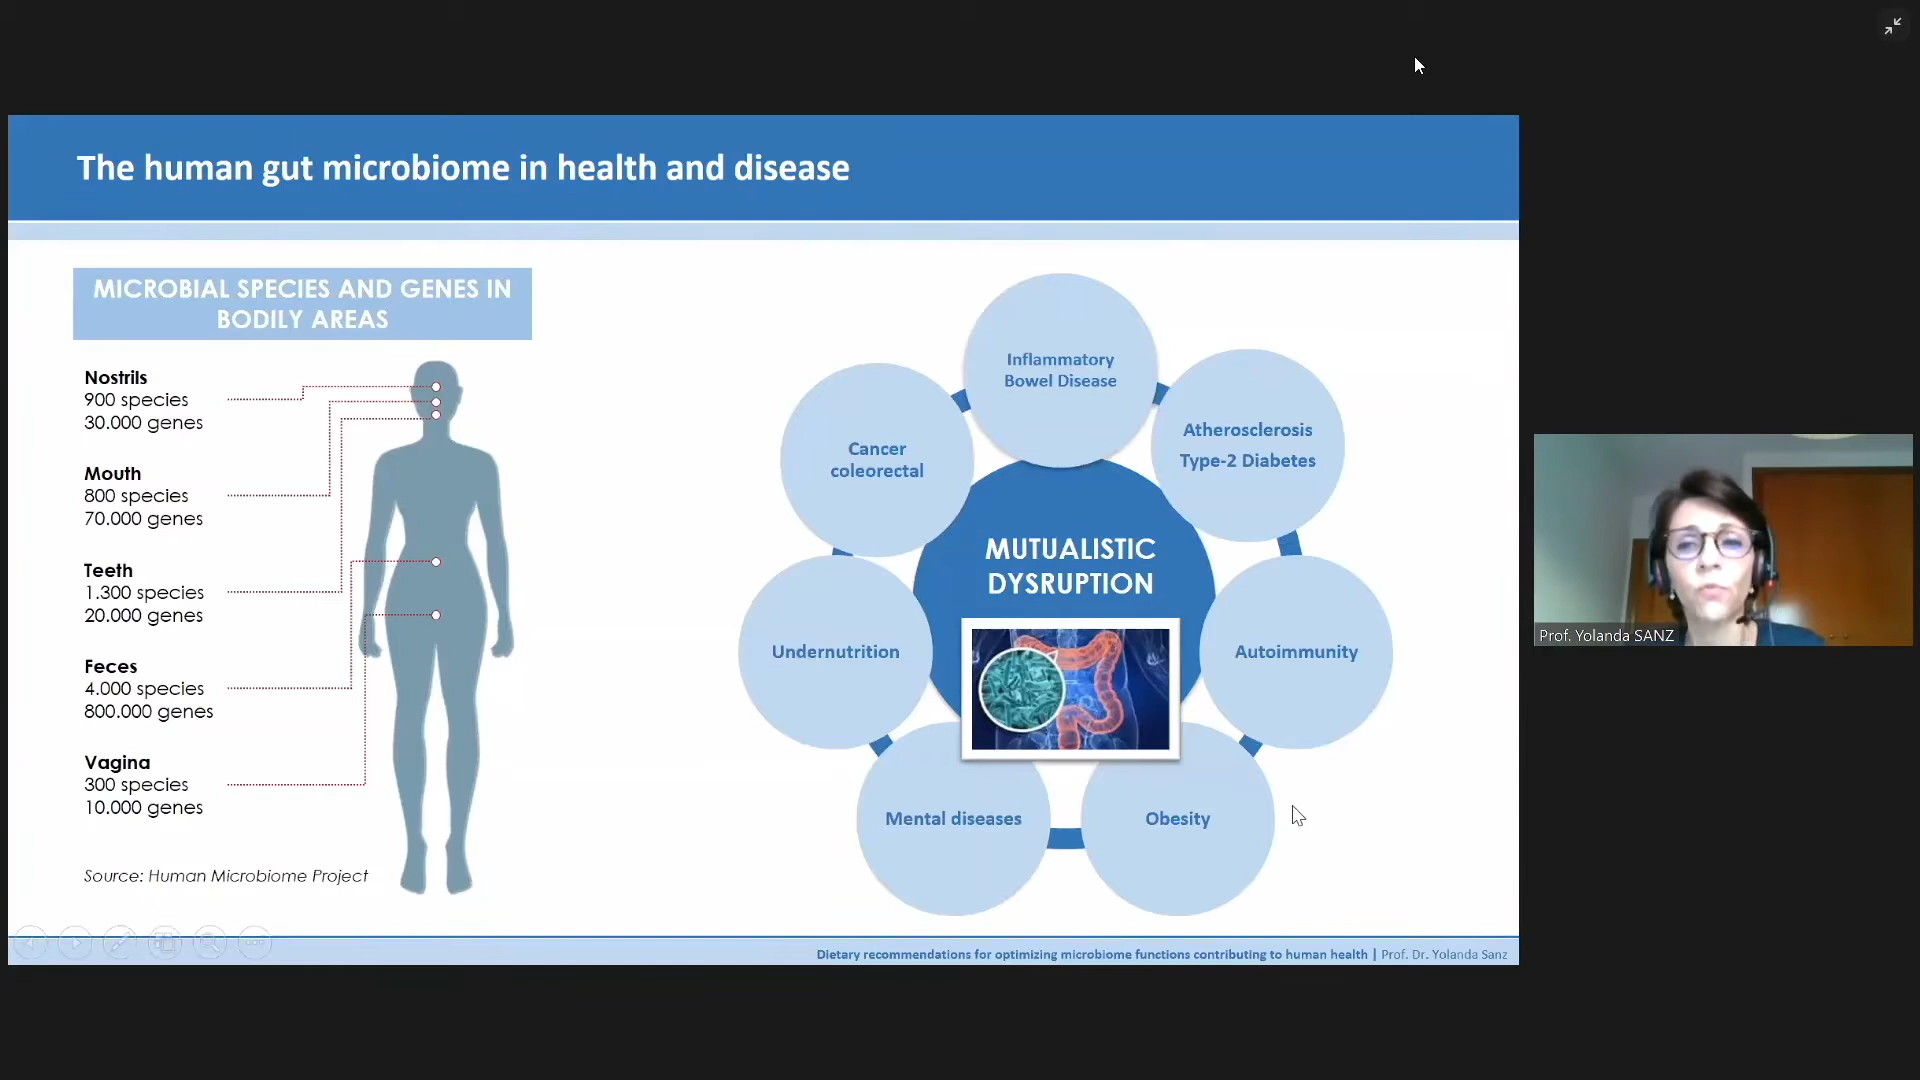 The human gut microbiome in health and disease
MICROBIAL SPECIES AND GENES IN
BODILY AREAS
Nostrils
900 species
30.000 genes
Mouth
800 species
70.000 genes
Teeth
1.300 species
20.000 genes
Feces
4.000 species
800.000 genes
Vagina
300 species
10.000 genes
Source: Human Microbiome Project
Inflammatory
Bowel Disease
Atherosclerosis
Type-2 Diabetes
Cancer
coleorectal
MUTUALISTIC
DYSRUPTION
Undernutrition
Autoimmunity
Mental diseases
Obesity
Dietary recommendations for optimizing microbiome functions contributing to human health | Prof. Dr. Yolanda Sanz
Prof. Yolanda SANZ